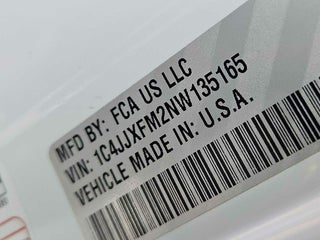 MFD BY: FCA US LLC
VIN: 1C4JJXFM2NW135165
VEHICLE MADE IN: U.S.A.